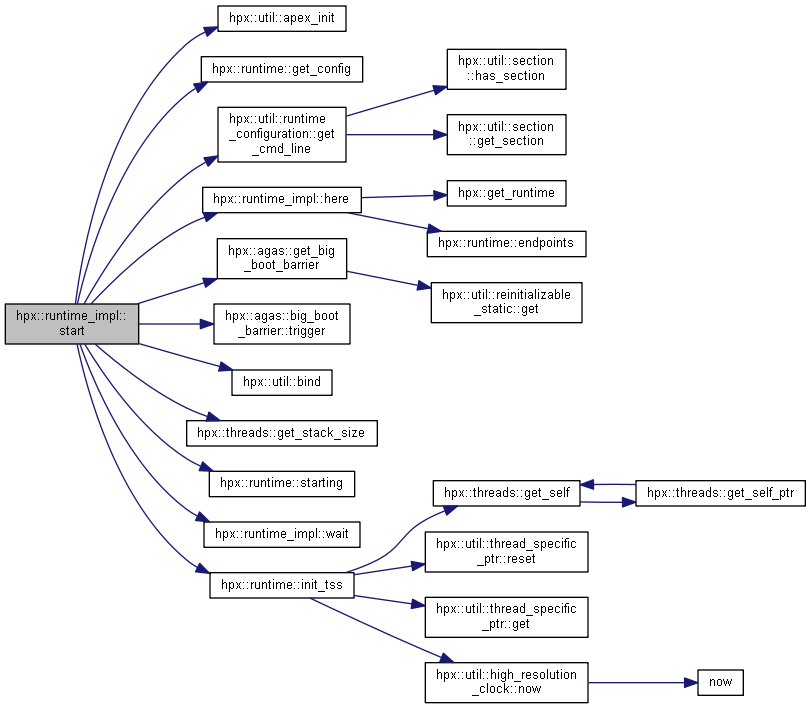 hpx::util::apex_init
hpx::runtime::get_config
hpx::util::section
::has_section
hpx::util::runtime
_configuration::get
_cmd_line
hpx::util::section
::get_section
hpx::runtime_impl::here
hpx::get_runtime
hpx::runtime::endpoints
hpx::agas::get_big
_boot_barrier
hpx::util::reinitializable
_static::get
hpx::runtime_impl::
start
hpx::agas::big_boot
_barrier::trigger
hpx::util::bind
hpx::threads::get_stack_size
hpx::runtime::starting
hpx::threads::get_self
hpx::threads::get_self_ptr
hpx::runtime_impl::wait
hpx::util::thread_specific
_ptr::reset
hpx::runtime::init_tss
hpx::util::thread_specific
_ptr::get
hpx::util::high_resolution
_clock::now
now